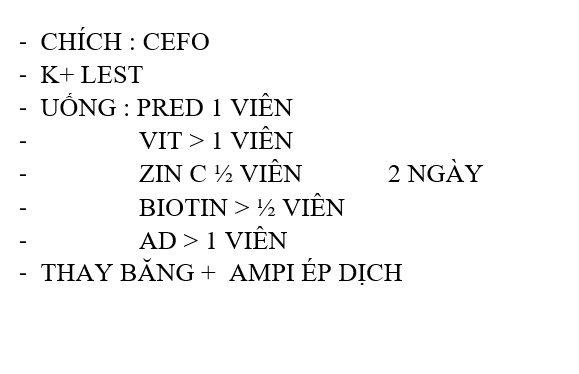 - CHÍCH : CEFO
- K+ LEST
- UỐNG : PRED 1 VIÊN
- VIT > 1 VIÊN
- ZIN C ½ VIÊN 2 NGÀY
- BIOTIN > ½ VIÊN
- AD > 1 VIÊN
- THAY BĂNG + AMPI ÉP DỊCH